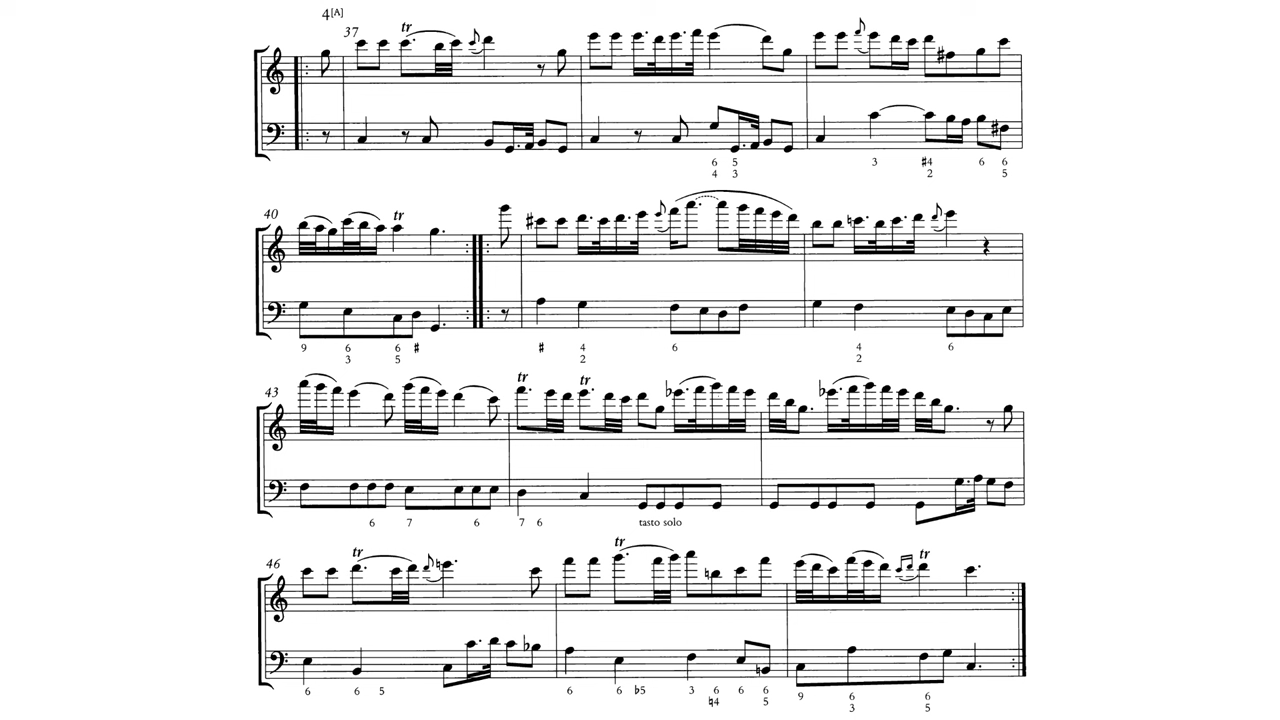 4[A]
37 tr
6 5 3 ♯4 6 6
4 3 2 5
40 tr
9 6 6 ♯ ♯ 4 6 4 6
3 5 2 2
43 tr tr
6 7 6 7 6 tasto solo
46 tr tr tr
6 6 5 6 6 ♭5 3 6 6 6 9 6 6
♮4 5 3 5